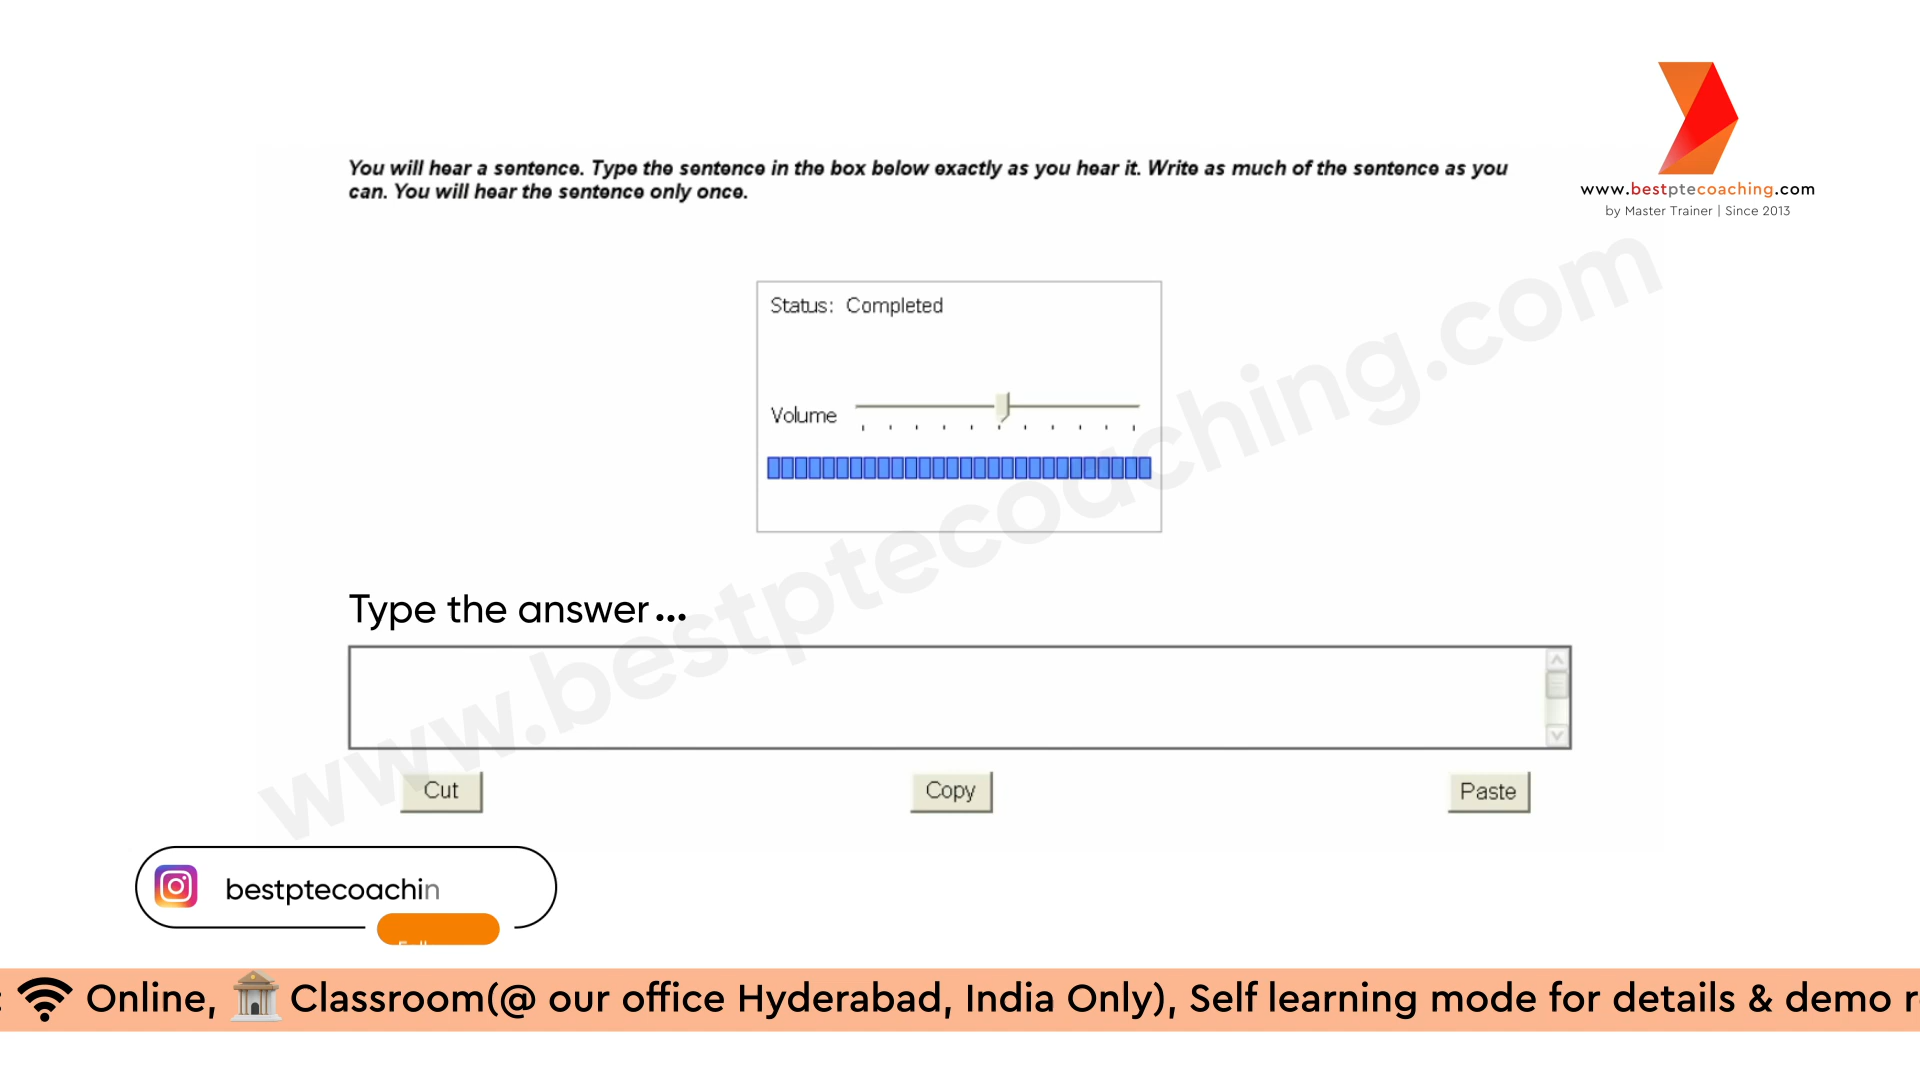 You will hear a sentence. Type the sentence in the box below exactly as you hear it. Write as much of the sentence as you
can. You will hear the sentence only once.
www.bestptecoaching.com
by Master Trainer | Since 2013
Status: Completed
Volume
www.bestptecoaching.com
Type the answer...
Cut
Copy
Paste
bestptecoachin
: Online, Classroom(@ our office Hyderabad, India Only), Self learning mode for details & demo